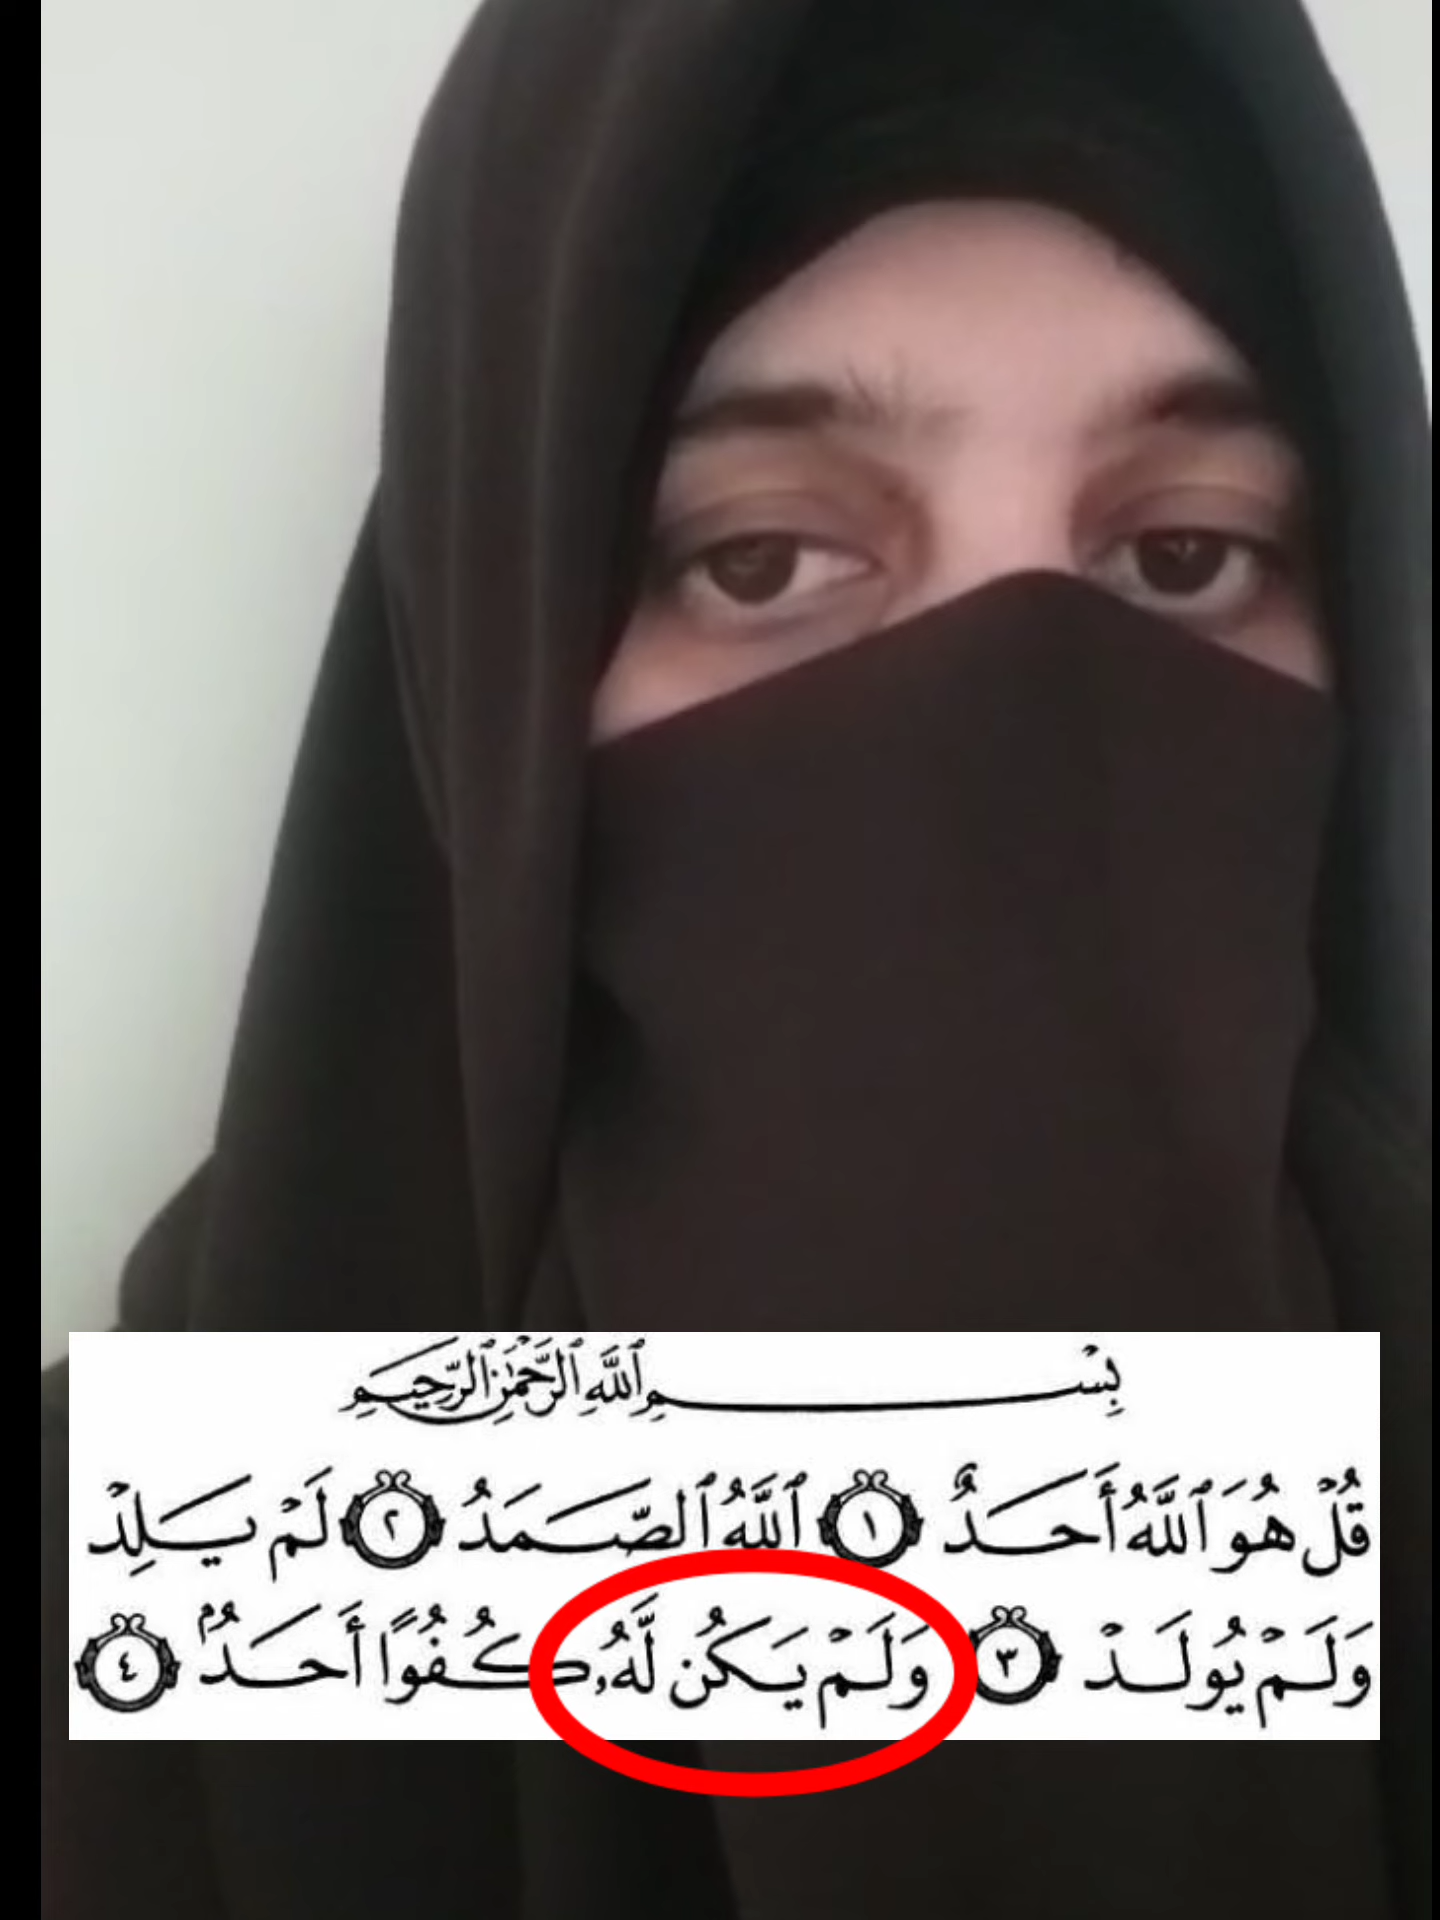 بِسْمِ ٱللَّهِ ٱلرَّحْمَٰنِ ٱلرَّحِيمِ
قُلْ هُوَ ٱللَّهُ أَحَدٌ ١ ٱللَّهُ ٱلصَّمَدُ ٢ لَمْ يَلِدْ
وَلَمْ يُولَدْ ٣ وَلَمْ يَكُن لَّهُۥ كُفُوًا أَحَدٌۢ ٤